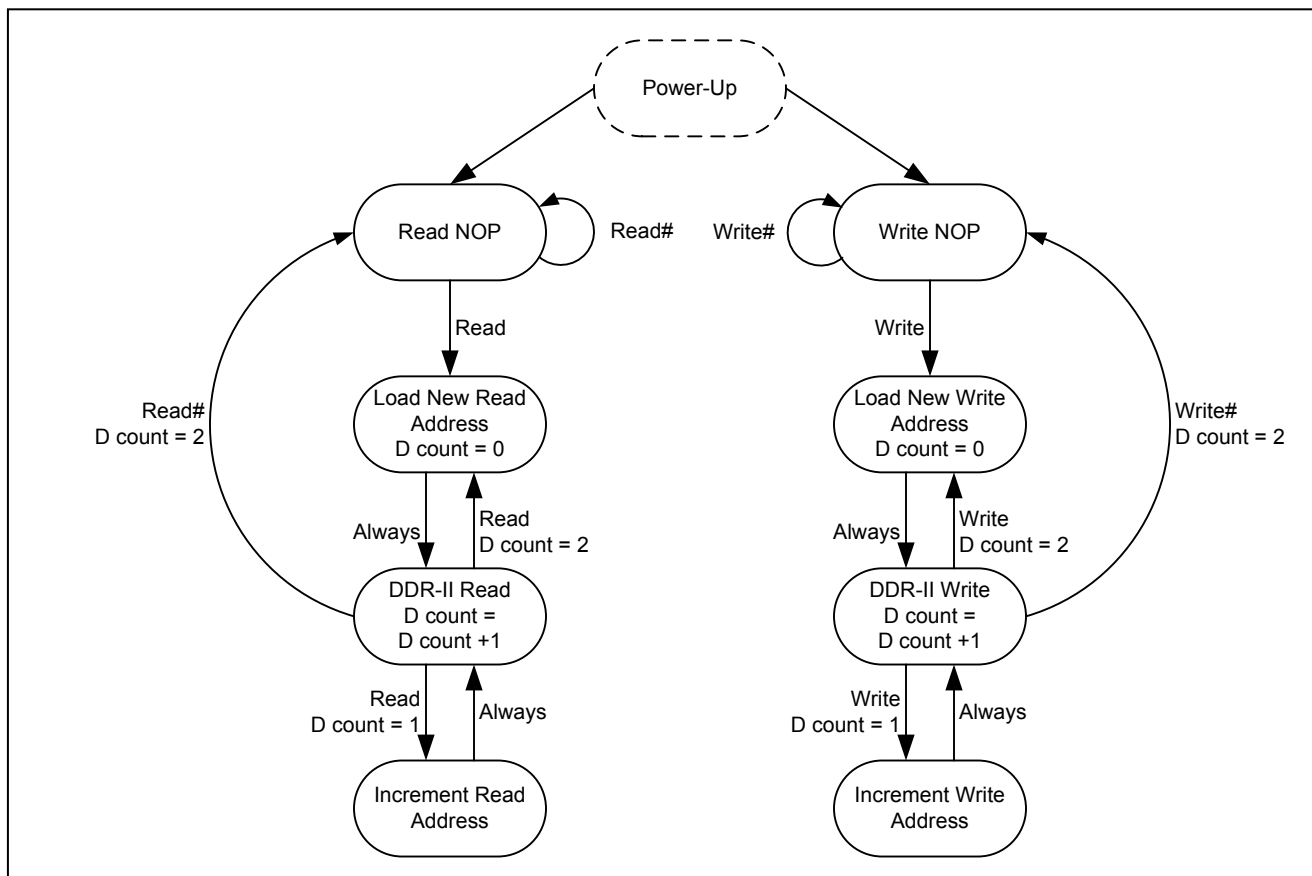 Power-Up
Read NOP
Read#
Write#
Write NOP
Read
Write
Load New Read
Address
D count = 0
Load New Write
Address
D count = 0
Read#
D count = 2
Write#
D count = 2
Always
Read
D count = 2
Always
Write
D count = 2
DDR-II Read
D count =
D count +1
DDR-II Write
D count =
D count +1
Read
D count = 1
Always
Write
D count = 1
Always
Increment Read
Address
Increment Write
Address